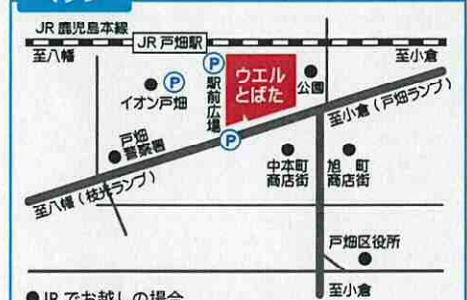 JR 鹿児島本線
JR 戸畑駅
至八幡
至小倉
P
P
イオン戸畑
駅前広場
ウエル
とばた
公園
至小倉（戸畑ランプ）
P
戸畑
警察署
中本町
商店街
旭 町
商店街
至八幡（枝光ランプ）
戸畑区役所
至小倉
●JR でお越しの場合